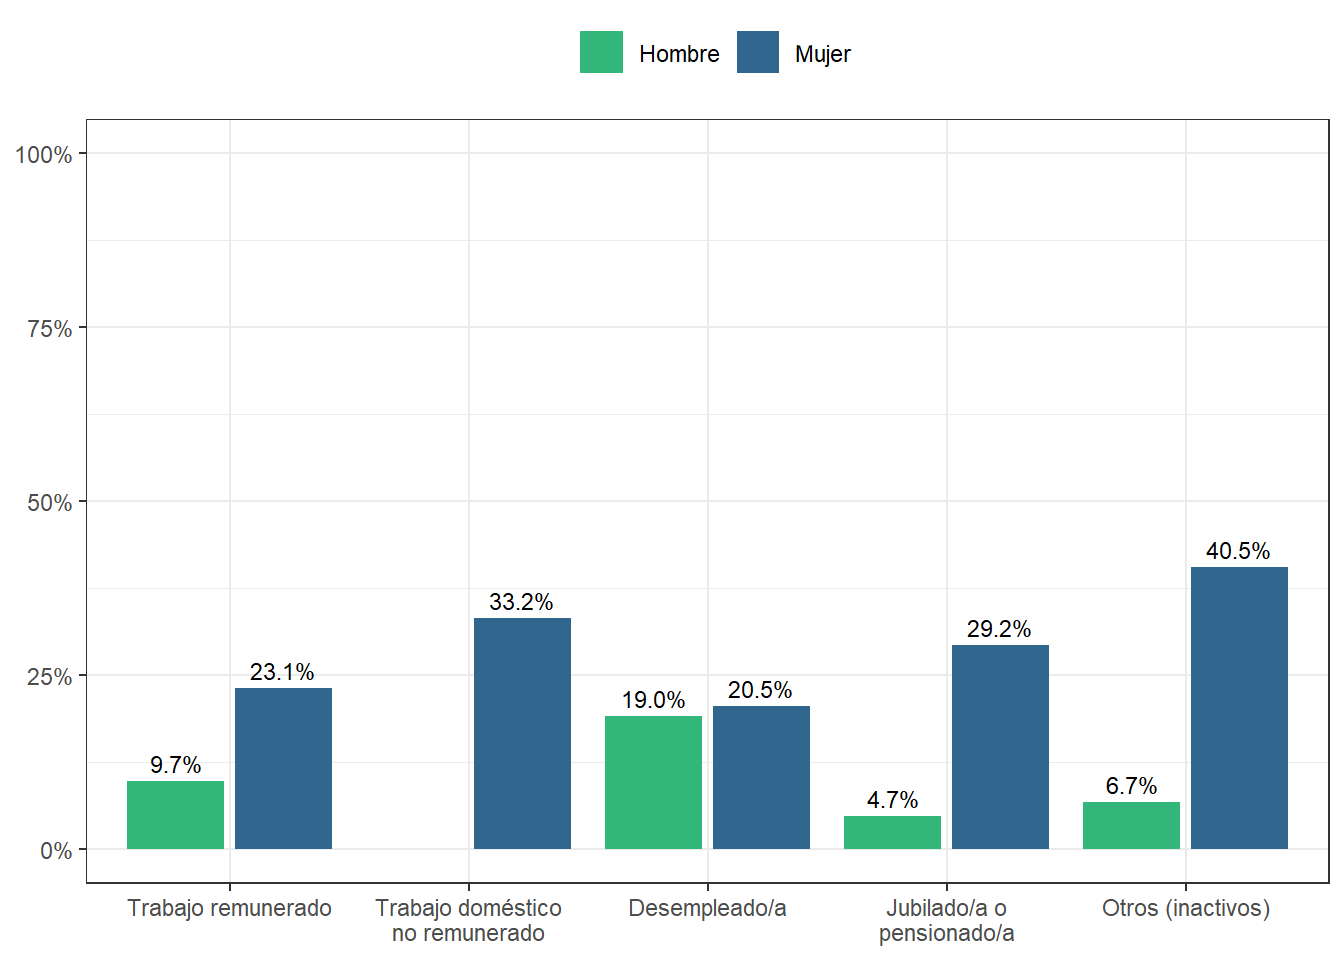 Hombre Mujer
100%
75%
50%
25%
0%
9.7%
23.1%
33.2%
19.0%
20.5%
4.7%
29.2%
6.7%
40.5%
Trabajo remunerado
Trabajo doméstico
no remunerado
Desempleado/a
Jubilado/a o
pensionado/a
Otros (inactivos)